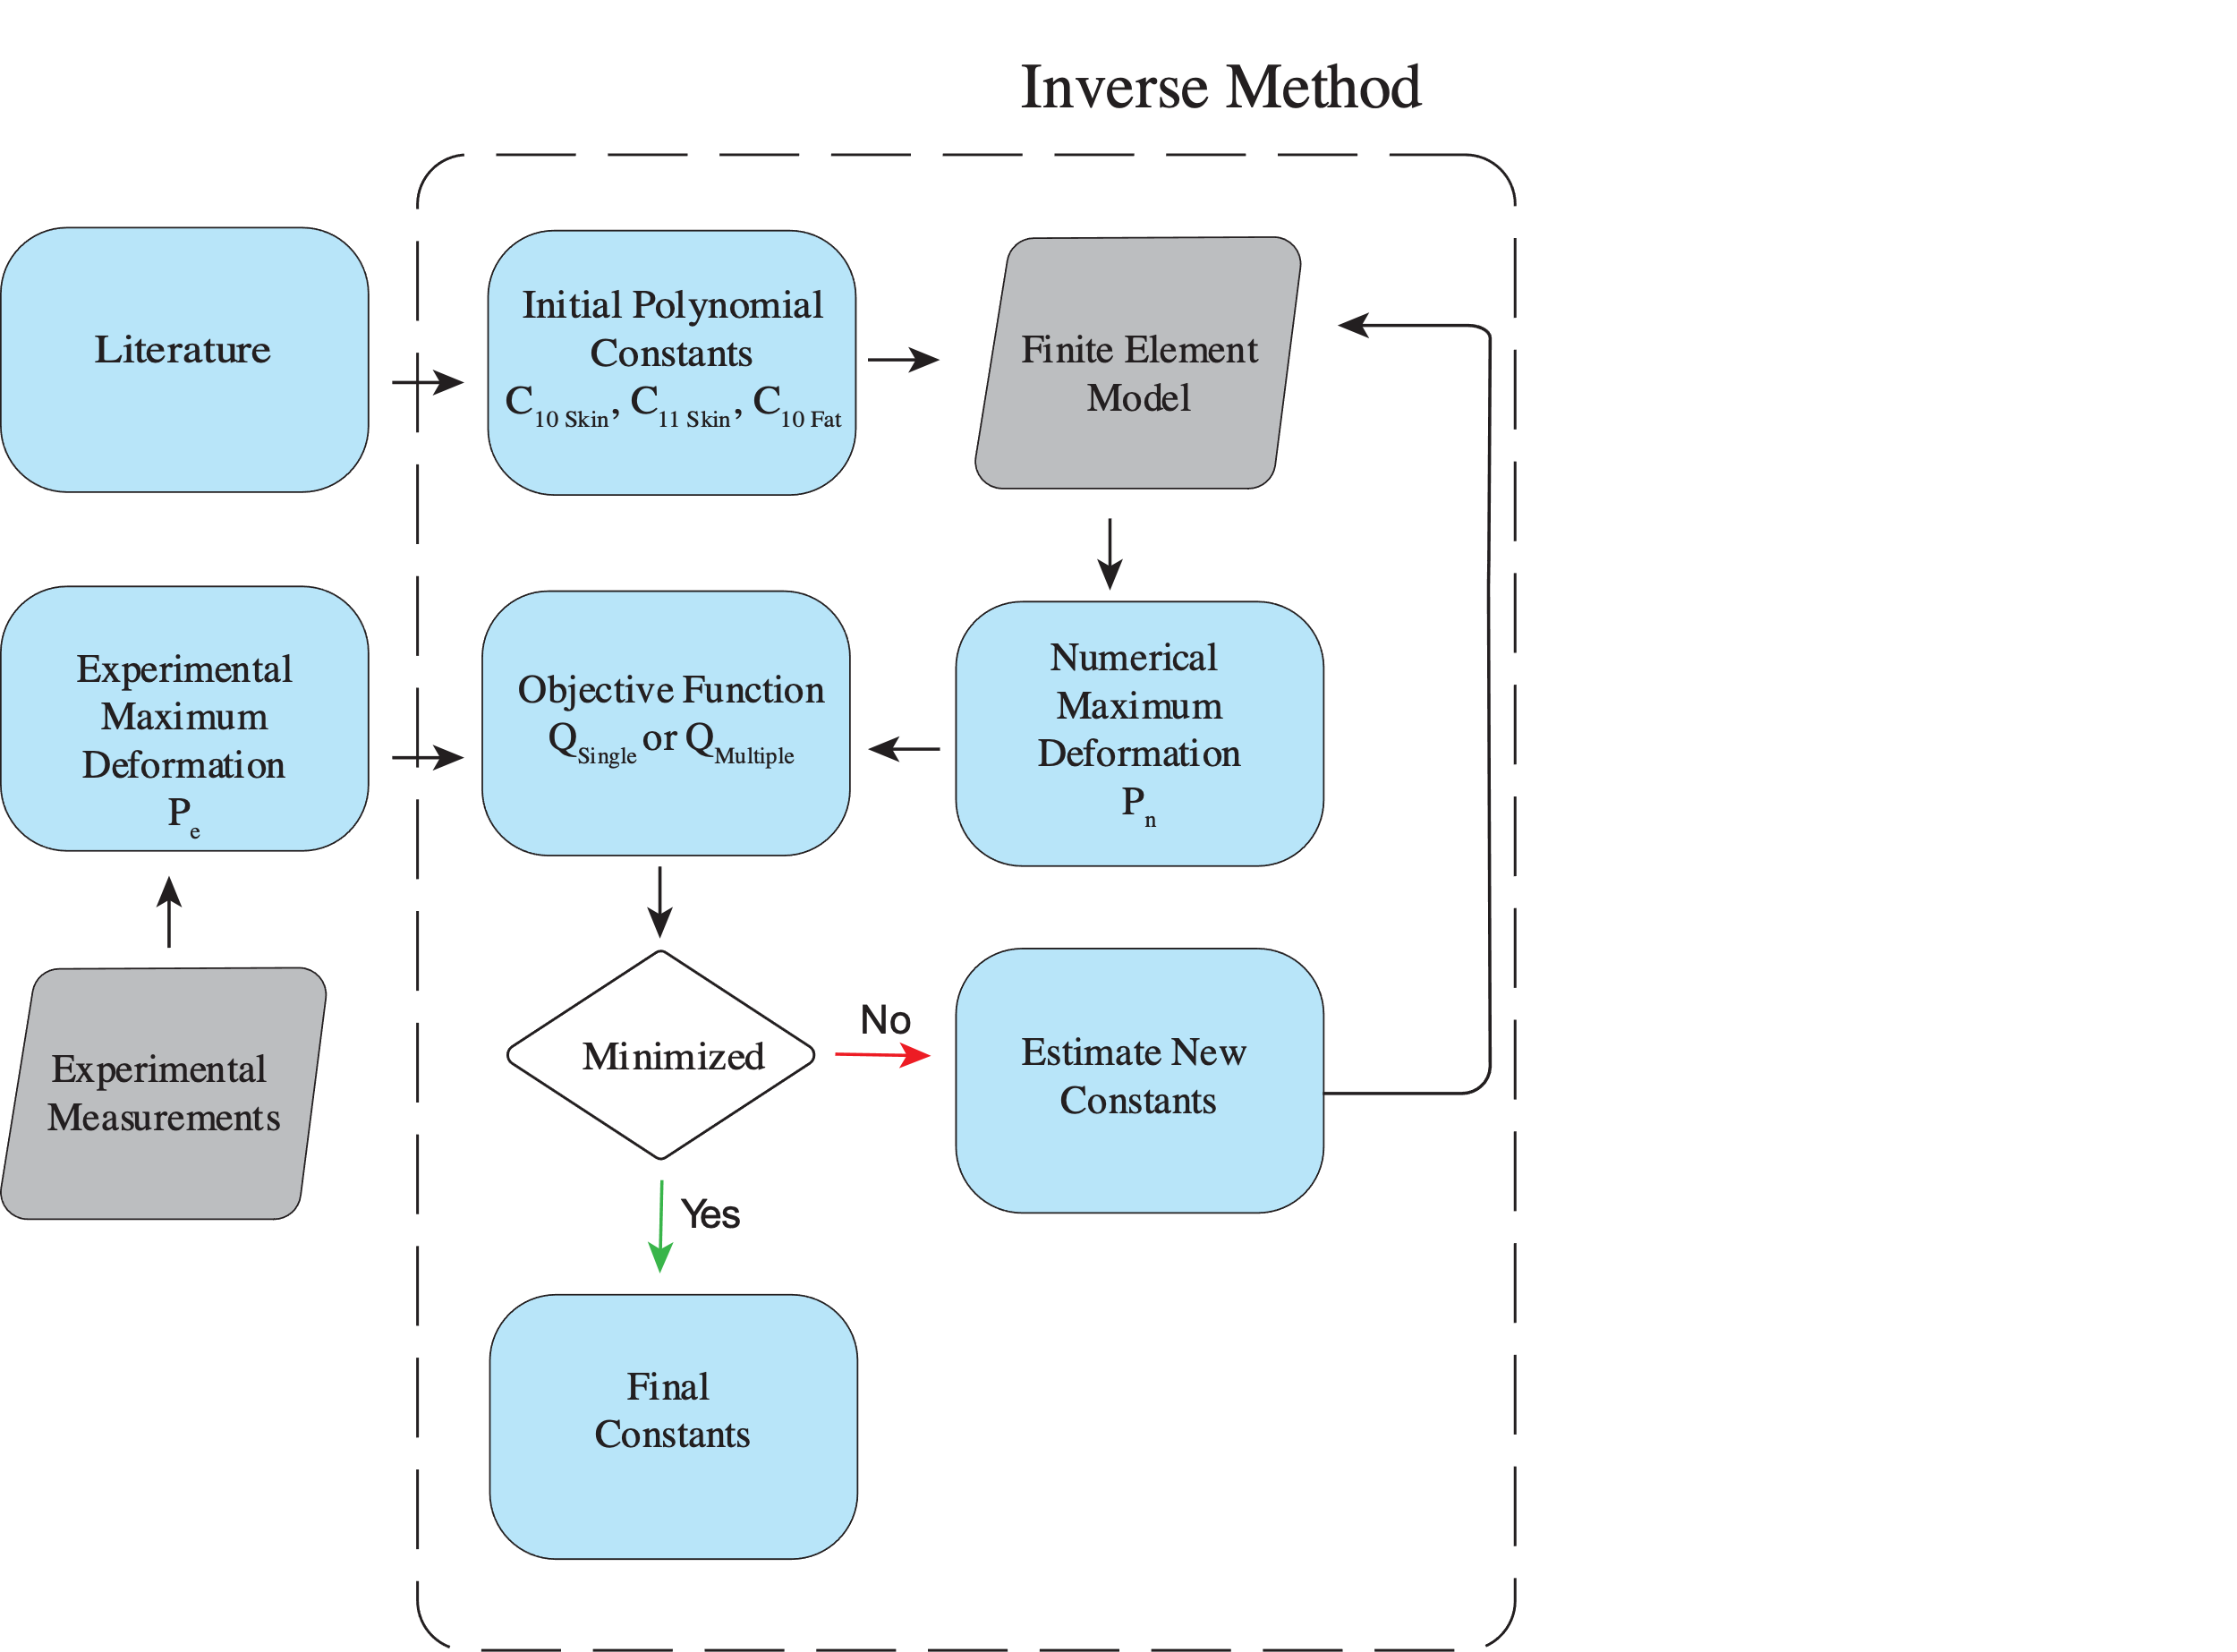 Inverse Method
Literature
Initial Polynomial
Constants
C10 Skin, C11 Skin, C10 Fat
Finite Element
Model
Experimental
Maximum
Deformation
Pe
Objective Function
QSingle or QMultiple
Numerical
Maximum
Deformation
Pn
Experimental
Measurements
Minimized
No
Estimate New
Constants
Yes
Final
Constants